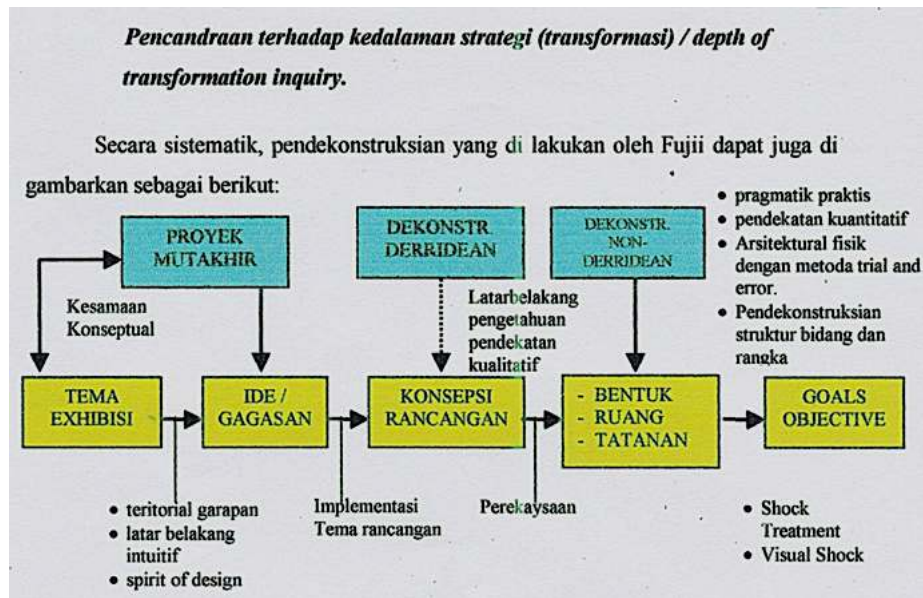 Pencandraan terhadap kedalaman strategi (transformasi) / depth of
transformation inquiry.
Secara sistematik, pendekonstruksian yang di lakukan oleh Fujii dapat juga di
gambarkan sebagai berikut:
PROYEK
MUTAKHIR
DEKONSTR.
DERRIDEAN
DEKONSTR.
NON-
DERRIDEAN
• pragmatik praktis
• pendekatan kuantitatif
• Arsitektural fisik
dengan metoda trial and
error.
• Pendekonstruksian
struktur bidang dan
rangka
Kesamaan
Konseptual
Latarbelakang
pengetahuan
pendekatan
kualitatif
TEMA
EXHIBISI
IDE /
GAGASAN
KONSEPSI
RANCANGAN
- BENTUK
- RUANG
- TATANAN
GOALS
OBJECTIVE
• teritorial garapan
• latar belakang
intuitif
• spirit of design
Implementasi
Tema rancangan
Perekaysaan
• Shock
Treatment
• Visual Shock